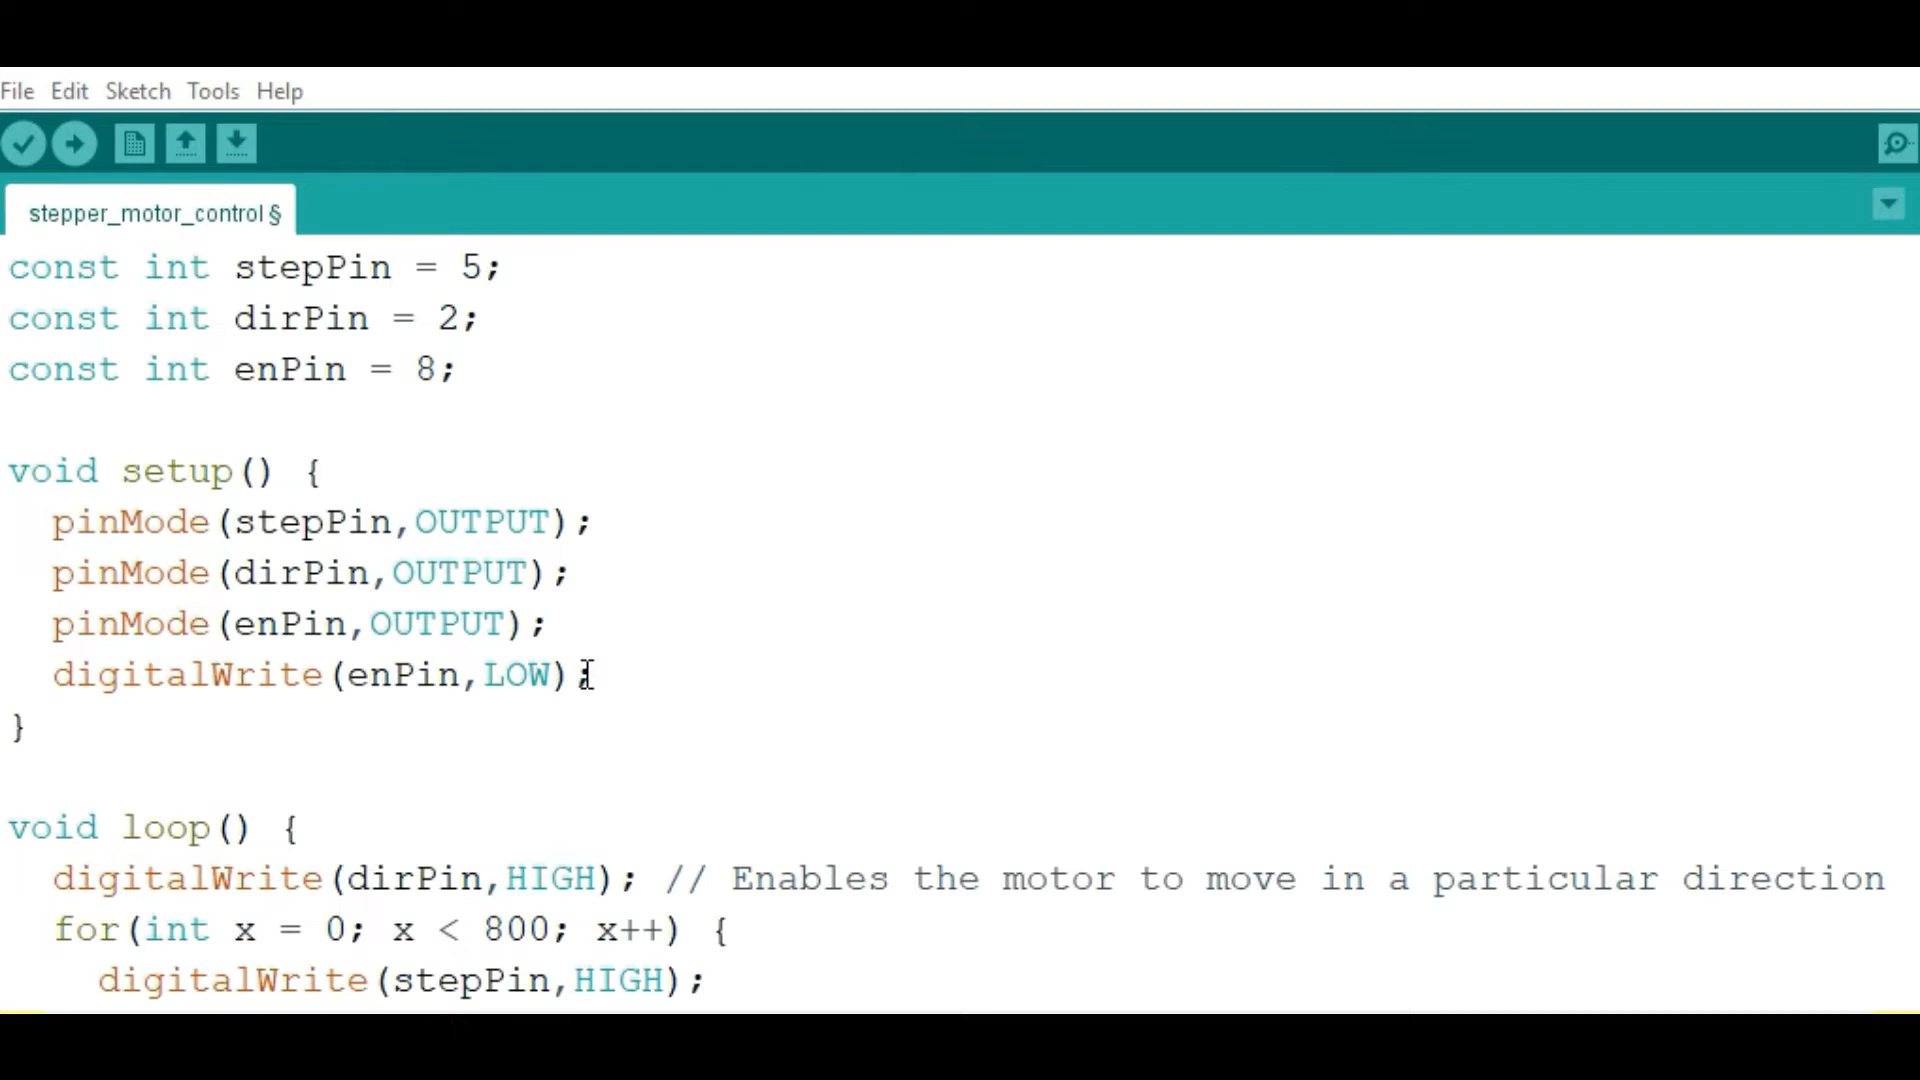 File Edit Sketch Tools Help
stepper_motor_control §
const int stepPin = 5;
const int dirPin = 2;
const int enPin = 8;
void setup() {
pinMode(stepPin,OUTPUT);
pinMode(dirPin,OUTPUT);
pinMode(enPin,OUTPUT);
digitalWrite(enPin,LOW);
}
void loop() {
digitalWrite(dirPin,HIGH); // Enables the motor to move in a particular direction
for(int x = 0; x < 800; x++) {
digitalWrite(stepPin,HIGH);